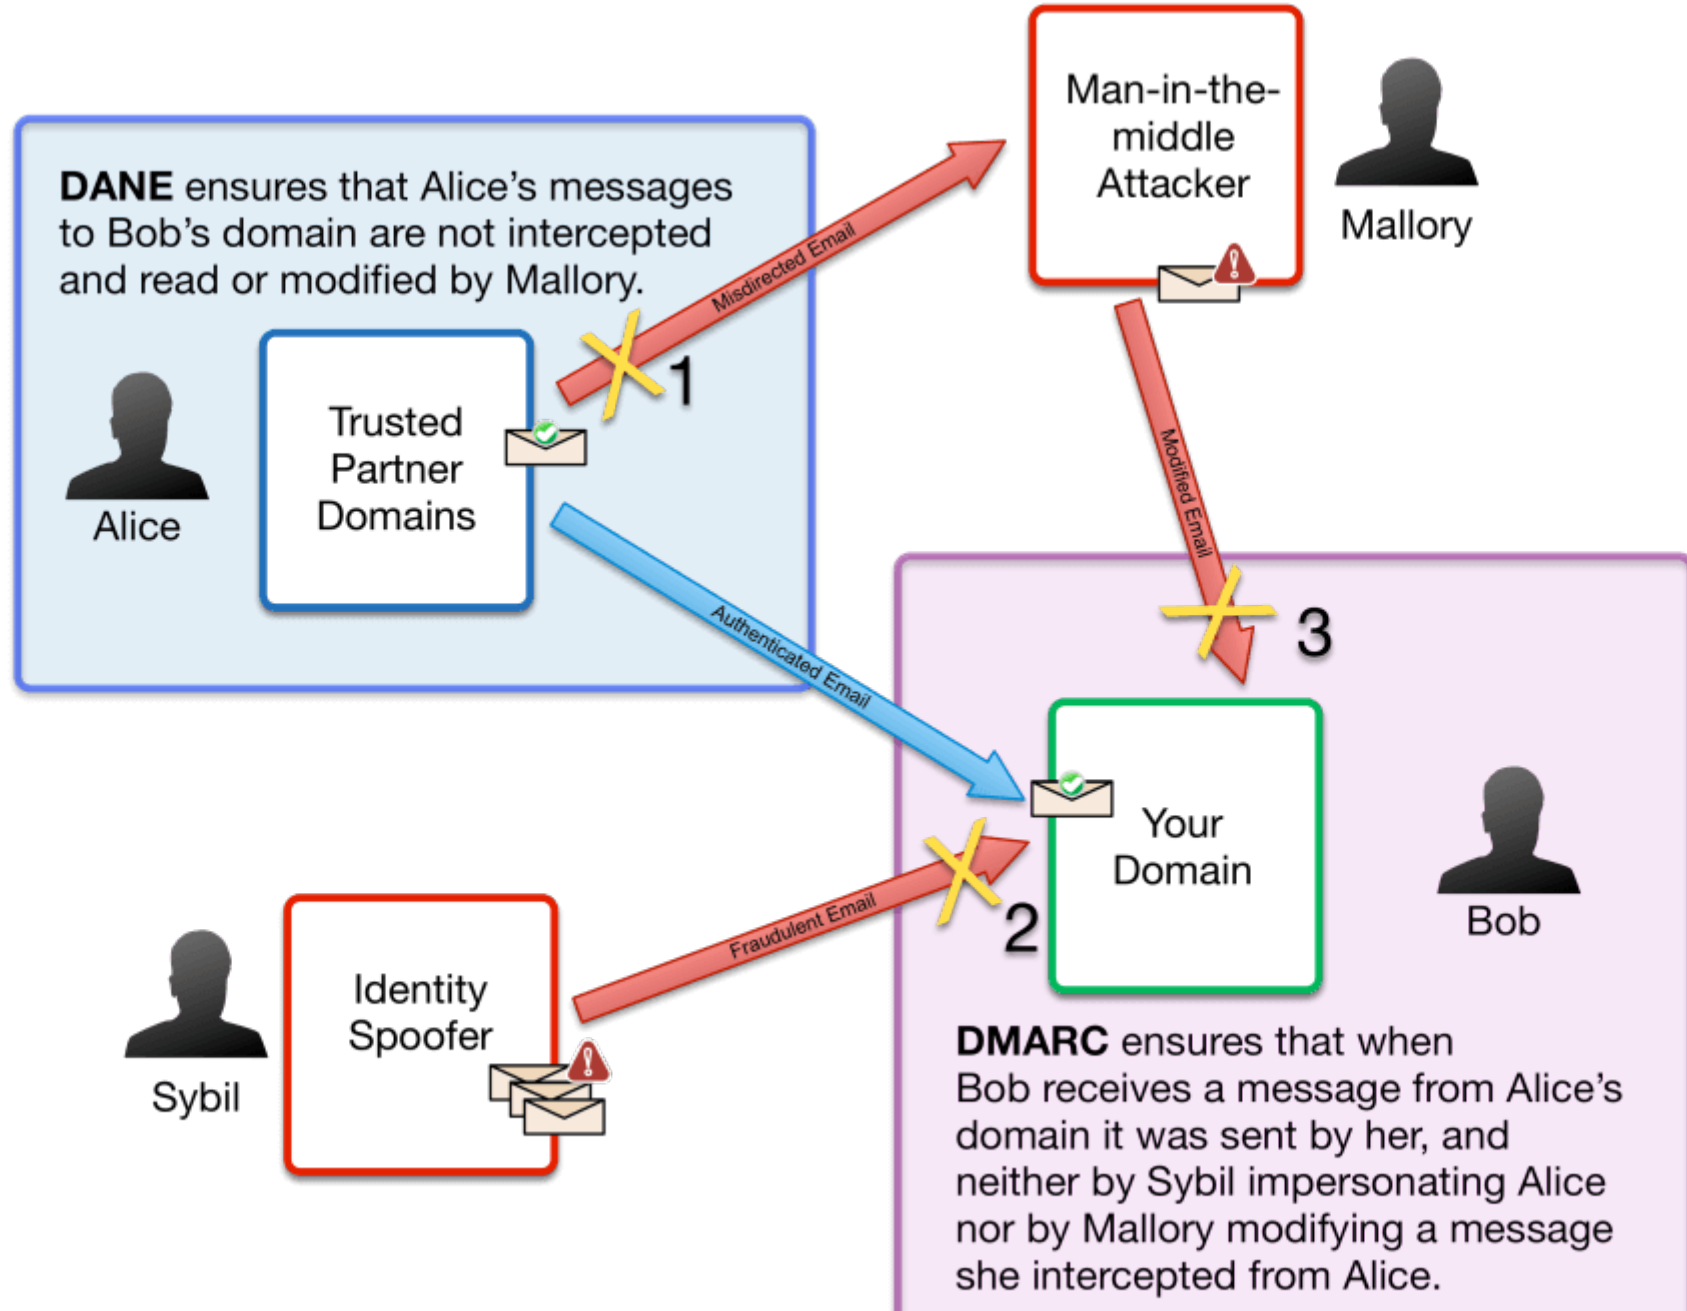 Man-in-the-
middle
Attacker
Mallory
DANE ensures that Alice's messages
to Bob's domain are not intercepted
and read or modified by Mallory.
Misdirected Email
1
Trusted
Partner
Domains
Alice
Modified Email
3
Authenticated Email
Your
Domain
Bob
Fraudulent Email
2
Identity
Spoofer
Sybil
DMARC ensures that when
Bob receives a message from Alice's
domain it was sent by her, and
neither by Sybil impersonating Alice
nor by Mallory modifying a message
she intercepted from Alice.